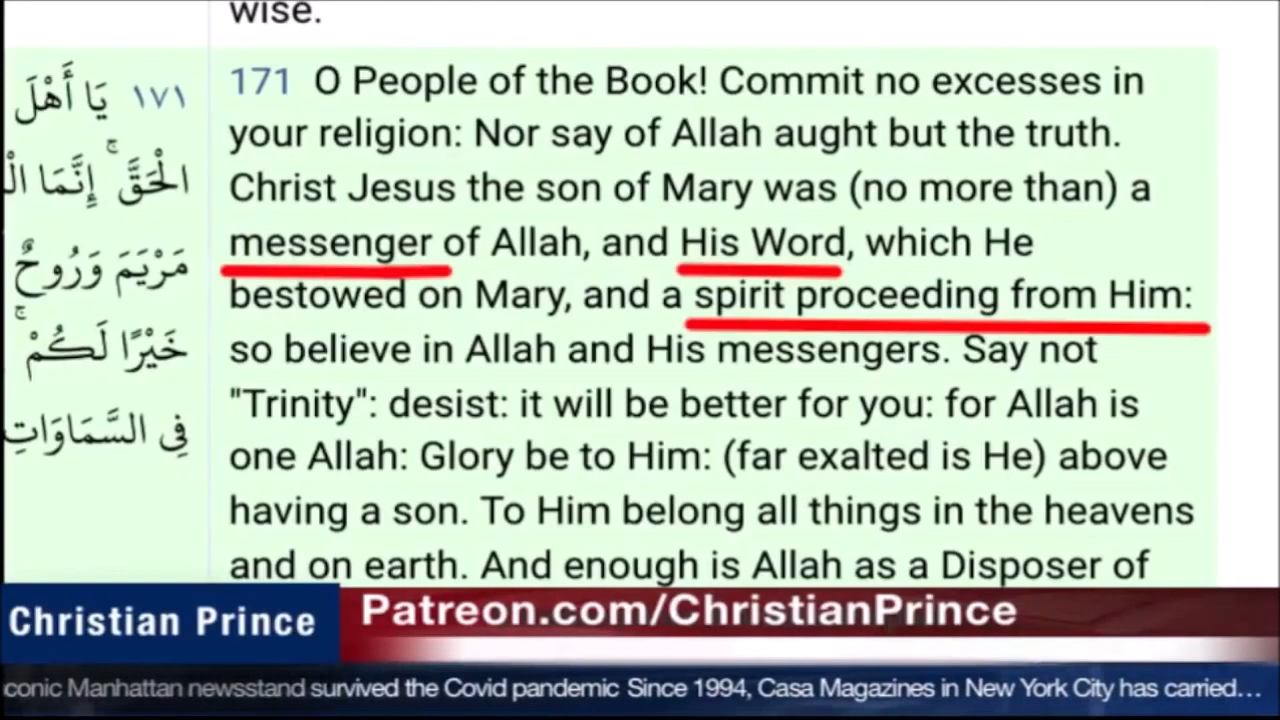 wise.
171 O People of the Book! Commit no excesses in
your religion: Nor say of Allah aught but the truth.
Christ Jesus the son of Mary was (no more than) a
messenger of Allah, and His Word, which He
bestowed on Mary, and a spirit proceeding from Him:
so believe in Allah and His messengers. Say not
"Trinity": desist: it will be better for you: for Allah is
one Allah: Glory be to Him: (far exalted is He) above
having a son. To Him belong all things in the heavens
and on earth. And enough is Allah as a Disposer of
١٧١ يَا أَهْلَ
الْحَقَّ ۚ إِنَّمَا الْ
مَرْيَمَ وَرُوحٌ
خَيْرًا لَكُمْ ۚ
فِي السَّمَاوَاتِ
Christian Prince
Patreon.com/ChristianPrince
conic Manhattan newsstand survived the Covid pandemic Since 1994, Casa Magazines in New York City has carried...